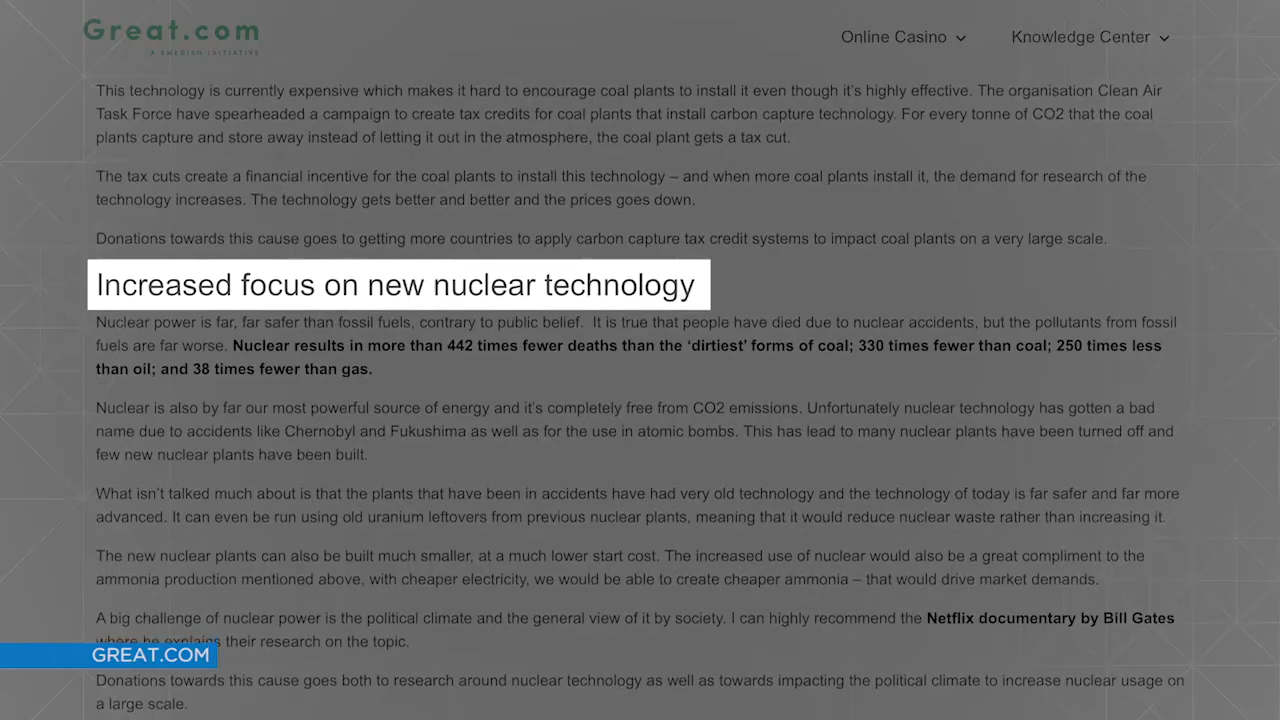 Great.com
A SWEDISH INITIATIVE
Online Casino
Knowledge Center
This technology is currently expensive which makes it hard to encourage coal plants to install it even though it's highly effective. The organisation Clean Air
Task Force have spearheaded a campaign to create tax credits for coal plants that install carbon capture technology. For every tonne of CO2 that the coal
plants capture and store away instead of letting it out in the atmosphere, the coal plant gets a tax cut.
The tax cuts create a financial incentive for the coal plants to install this technology – and when more coal plants install it, the demand for research of the
technology increases. The technology gets better and better and the prices goes down.
Donations towards this cause goes to getting more countries to apply carbon capture tax credit systems to impact coal plants on a very large scale.
Increased focus on new nuclear technology
Nuclear power is far, far safer than fossil fuels, contrary to public belief. It is true that people have died due to nuclear accidents, but the pollutants from fossil
fuels are far worse. Nuclear results in more than 442 times fewer deaths than the ‘dirtiest’ forms of coal; 330 times fewer than coal; 250 times less
than oil; and 38 times fewer than gas.
Nuclear is also by far our most powerful source of energy and it's completely free from CO2 emissions. Unfortunately nuclear technology has gotten a bad
name due to accidents like Chernobyl and Fukushima as well as for the use in atomic bombs. This has lead to many nuclear plants have been turned off and
few new nuclear plants have been built.
What isn't talked much about is that the plants that have been in accidents have had very old technology and the technology of today is far safer and far more
advanced. It can even be run using old uranium leftovers from previous nuclear plants, meaning that it would reduce nuclear waste rather than increasing it.
The new nuclear plants can also be built much smaller, at a much lower start cost. The increased use of nuclear would also be a great compliment to the
ammonia production mentioned above, with cheaper electricity, we would be able to create cheaper ammonia – that would drive market demands.
A big challenge of nuclear power is the political climate and the general view of it by society. I can highly recommend the Netflix documentary by Bill Gates
where he explains their research on the topic.
GREAT.COM
Donations towards this cause goes both to research around nuclear technology as well as towards impacting the political climate to increase nuclear usage on
a large scale.